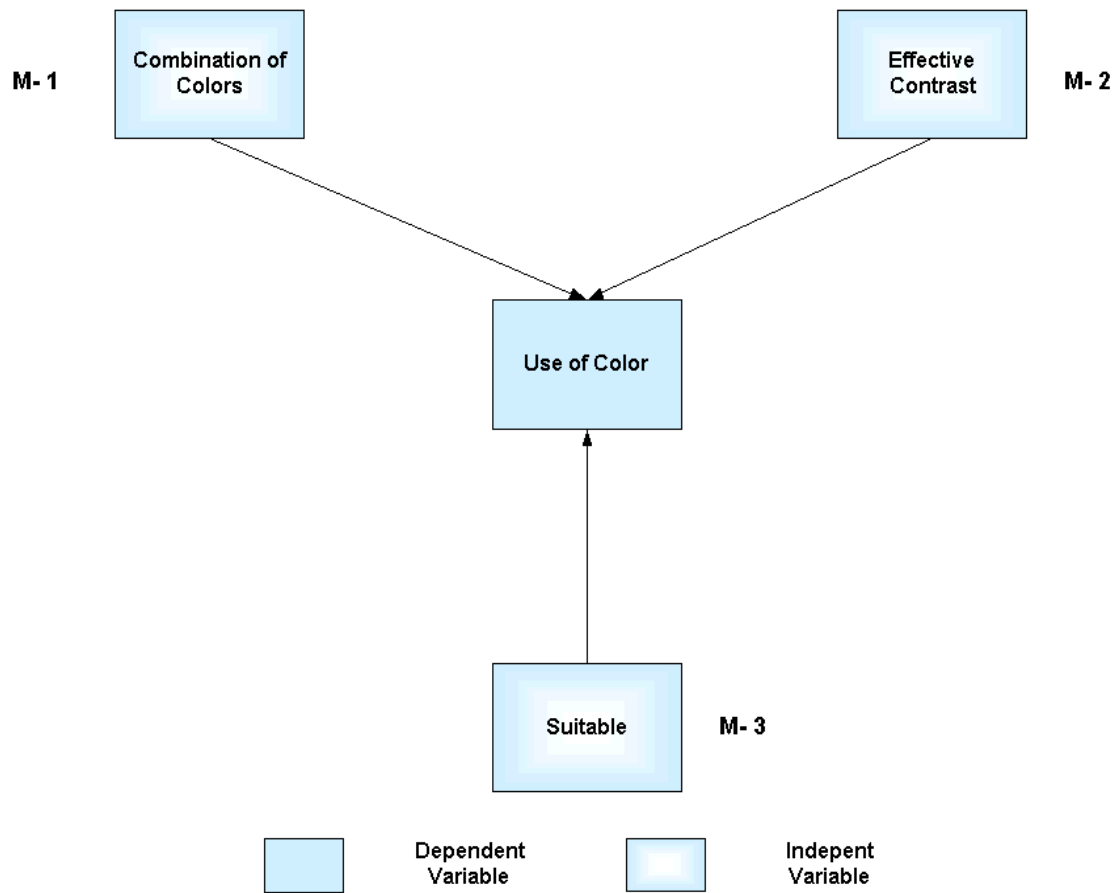 Combination of
Colors
M- 1
Effective
Contrast
M- 2
Use of Color
Suitable
M- 3
Dependent
Variable
Indepent
Variable